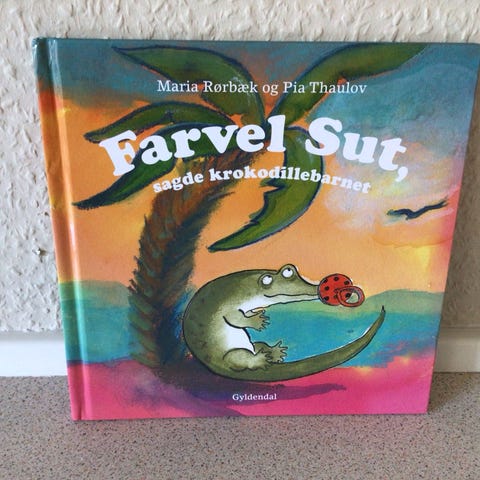 Maria Rørbæk og Pia Thaulov
Farvel Sut,
sagde krokodillebarnet
Gyldendal